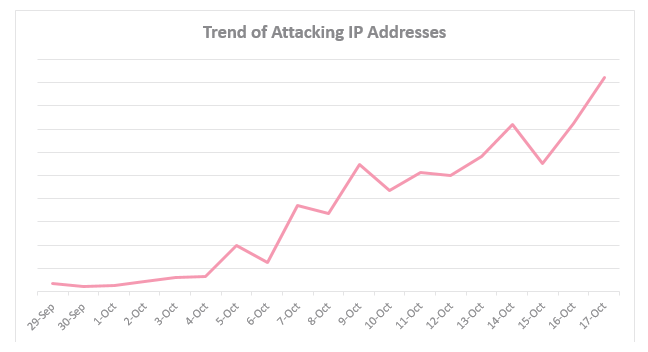 Trend of Attacking IP Addresses
29-Sep
30-Sep
1-Oct
2-Oct
3-Oct
4-Oct
5-Oct
6-Oct
7-Oct
8-Oct
9-Oct
10-Oct
11-Oct
12-Oct
13-Oct
14-Oct
15-Oct
16-Oct
17-Oct